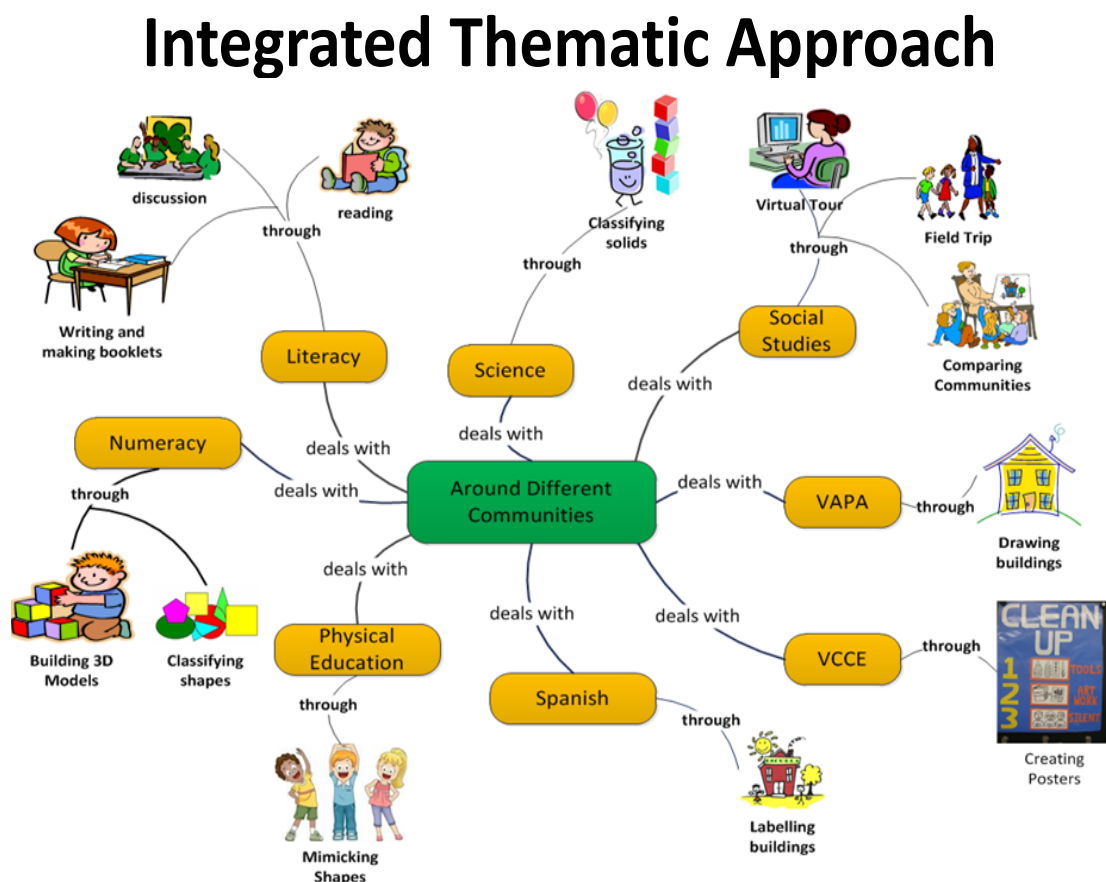 Integrated Thematic Approach
discussion
reading
through
Writing and
making booklets
Literacy
deals with
Classifying
solids
through
Science
deals with
Virtual Tour
Field Trip
through
Comparing
Communities
Social
Studies
deals with
Numeracy
deals with
through
Building 3D
Models
Classifying
shapes
Around Different
Communities
deals with
VAPA
through
Drawing
buildings
deals with
Physical
Education
through
Mimicking
Shapes
deals with
Spanish
through
Labelling
buildings
deals with
VCCE
through
CLEAN
UP
1 TOOLS
2 ART
WORK
3 SILENT
Creating
Posters